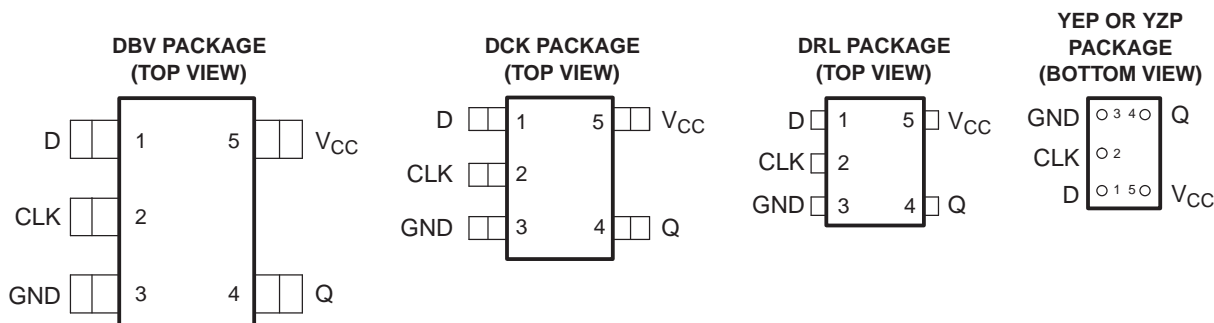 DBV PACKAGE
(TOP VIEW)
D 1 5 VCC
CLK 2
GND 3 4 Q
DCK PACKAGE
(TOP VIEW)
D 1 5 VCC
CLK 2
GND 3 4 Q
DRL PACKAGE
(TOP VIEW)
D 1 5 VCC
CLK 2
GND 3 4 Q
YEP OR YZP
PACKAGE
(BOTTOM VIEW)
GND 3 4 Q
CLK 2
D 1 5 VCC